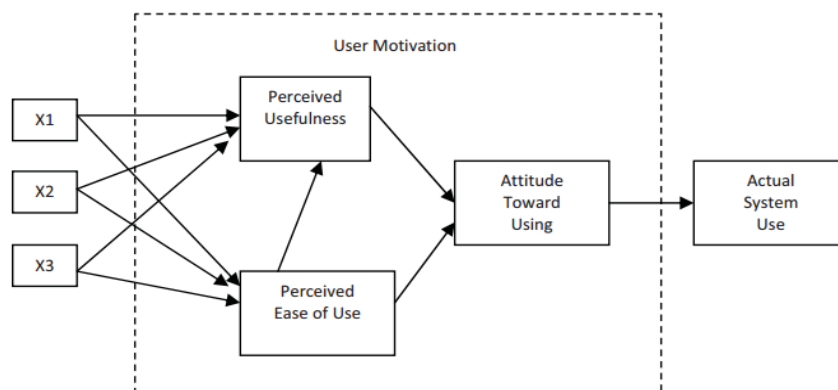 User Motivation
Perceived
Usefulness
X1
X2
X3
Attitude
Toward
Using
Actual
System
Use
Perceived
Ease of Use